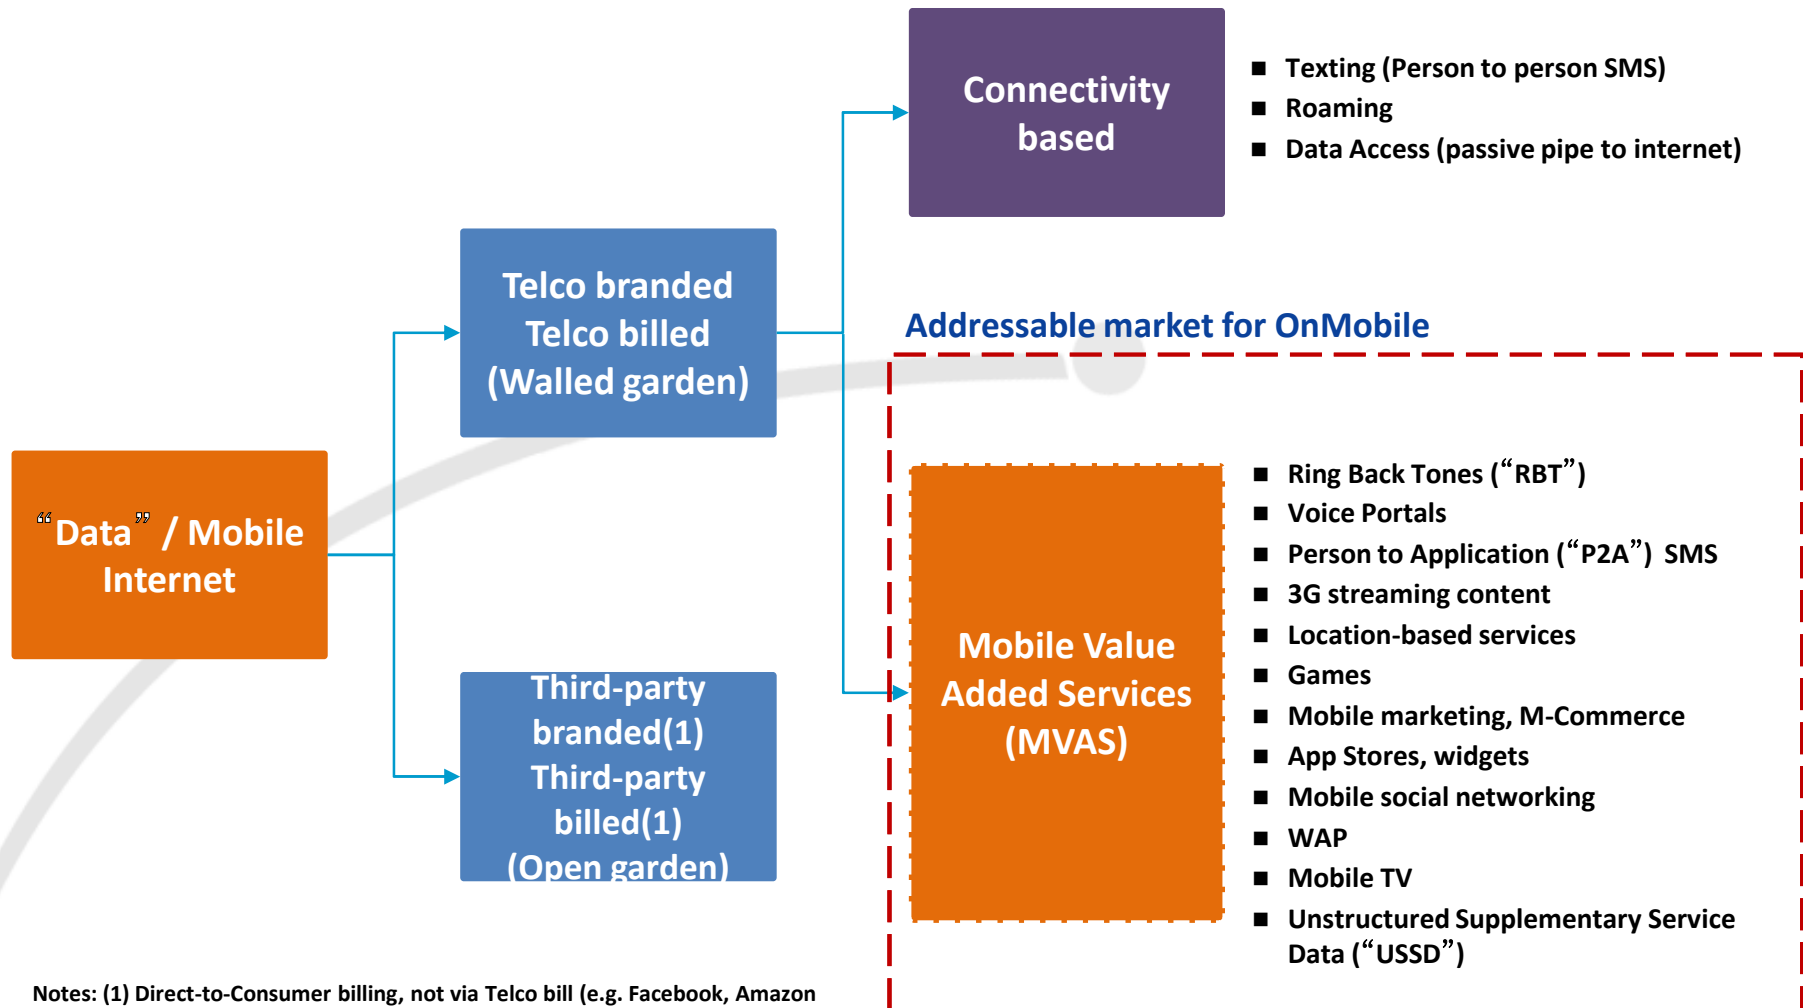 Connectivity
based
■ Texting (Person to person SMS)
■ Roaming
■ Data Access (passive pipe to internet)
Telco branded
Telco billed
(Walled garden)
Addressable market for OnMobile
“Data” / Mobile
Internet
Third-party
branded(1)
Third-party
billed(1)
(Open garden)
Mobile Value
Added Services
(MVAS)
■ Ring Back Tones (“RBT”)
■ Voice Portals
■ Person to Application (“P2A”) SMS
■ 3G streaming content
■ Location-based services
■ Games
■ Mobile marketing, M-Commerce
■ App Stores, widgets
■ Mobile social networking
■ WAP
■ Mobile TV
■ Unstructured Supplementary Service
Data (“USSD”)
Notes: (1) Direct-to-Consumer billing, not via Telco bill (e.g. Facebook, Amazon